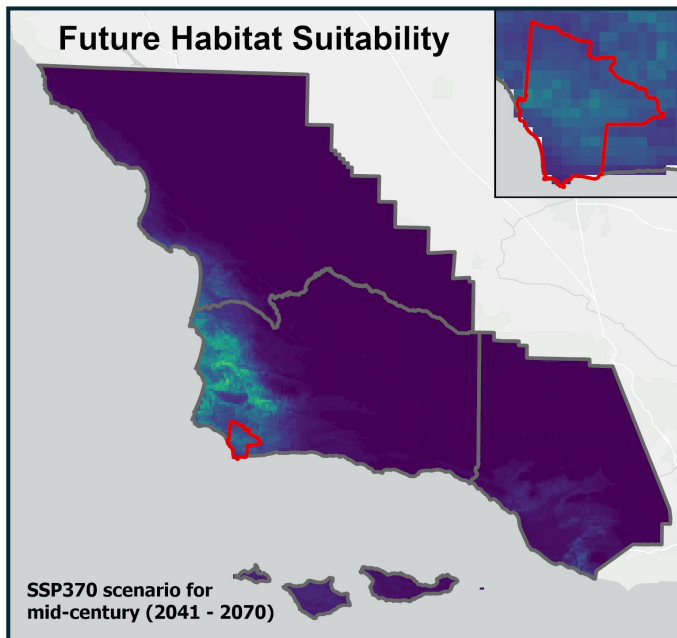 Future Habitat Suitability
SSP370 scenario for
mid-century (2041 - 2070)